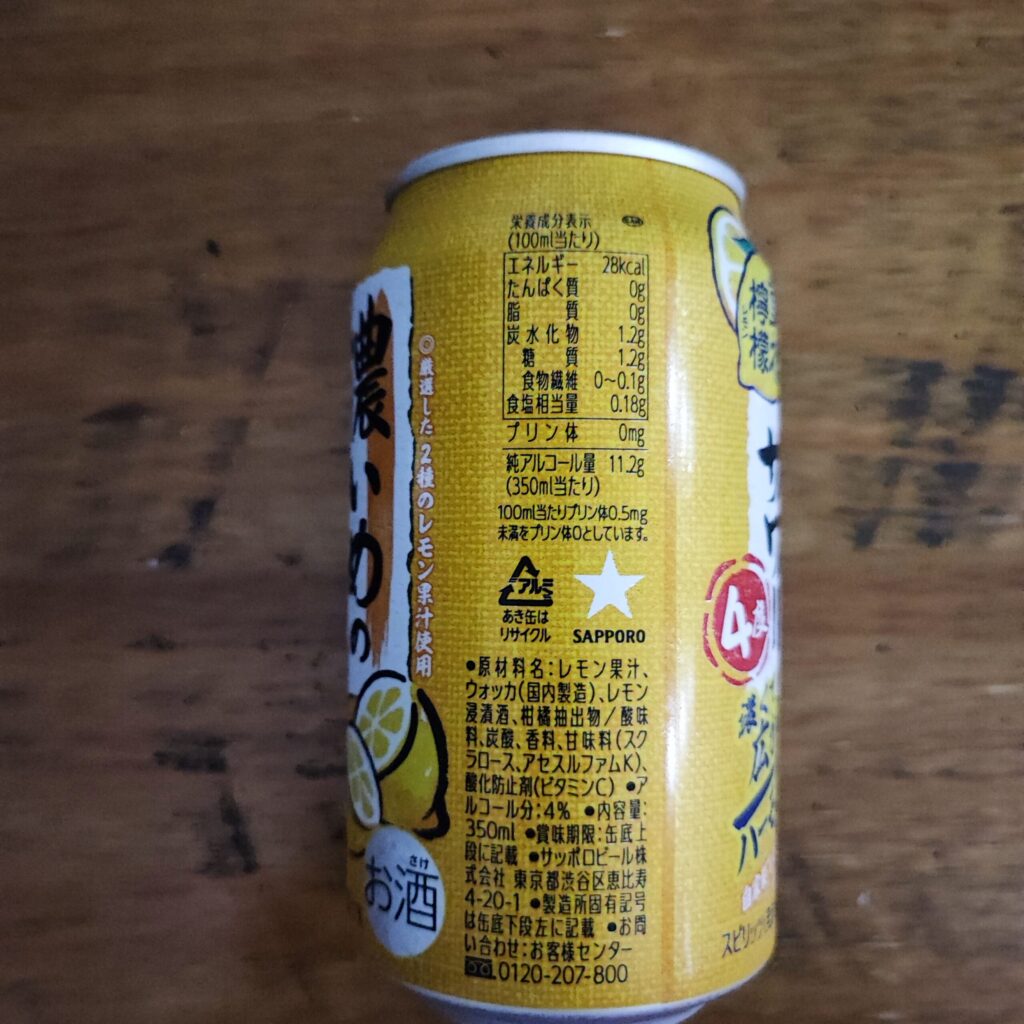 濃いめの
◎厳選した2種のレモン果汁使用
お酒
さけ
栄養成分表示
(100ml当たり)
エネルギー 28kcal
たんぱく質 0g
脂質 0g
炭水化物 1.2g
糖質 1.2g
食物繊維 0〜0.1g
食塩相当量 0.18g
プリン体 0mg
純アルコール量 11.2g
(350ml当たり)
100ml当たりプリン体0.5mg
未満をプリン体0としています。
アルミ
あき缶は
リサイクル
SAPPORO
●原材料名:レモン果汁、
ウォッカ(国内製造)、レモン
浸漬酒、柑橘抽出物/酸味
料、炭酸、香料、甘味料(スク
ラロース、アセスルファムK)、
酸化防止剤(ビタミンC) ●ア
ルコール分:4% ●内容量:
350ml ●賞味期限:缶底上
段に記載 ●サッポロビール株
式会社 東京都渋谷区恵比寿
4-20-1 ●製造所固有記号
は缶底下段左に記載 ●お問
い合わせ:お客様センター
0120-207-800
檸檬
4度
スピリッツ